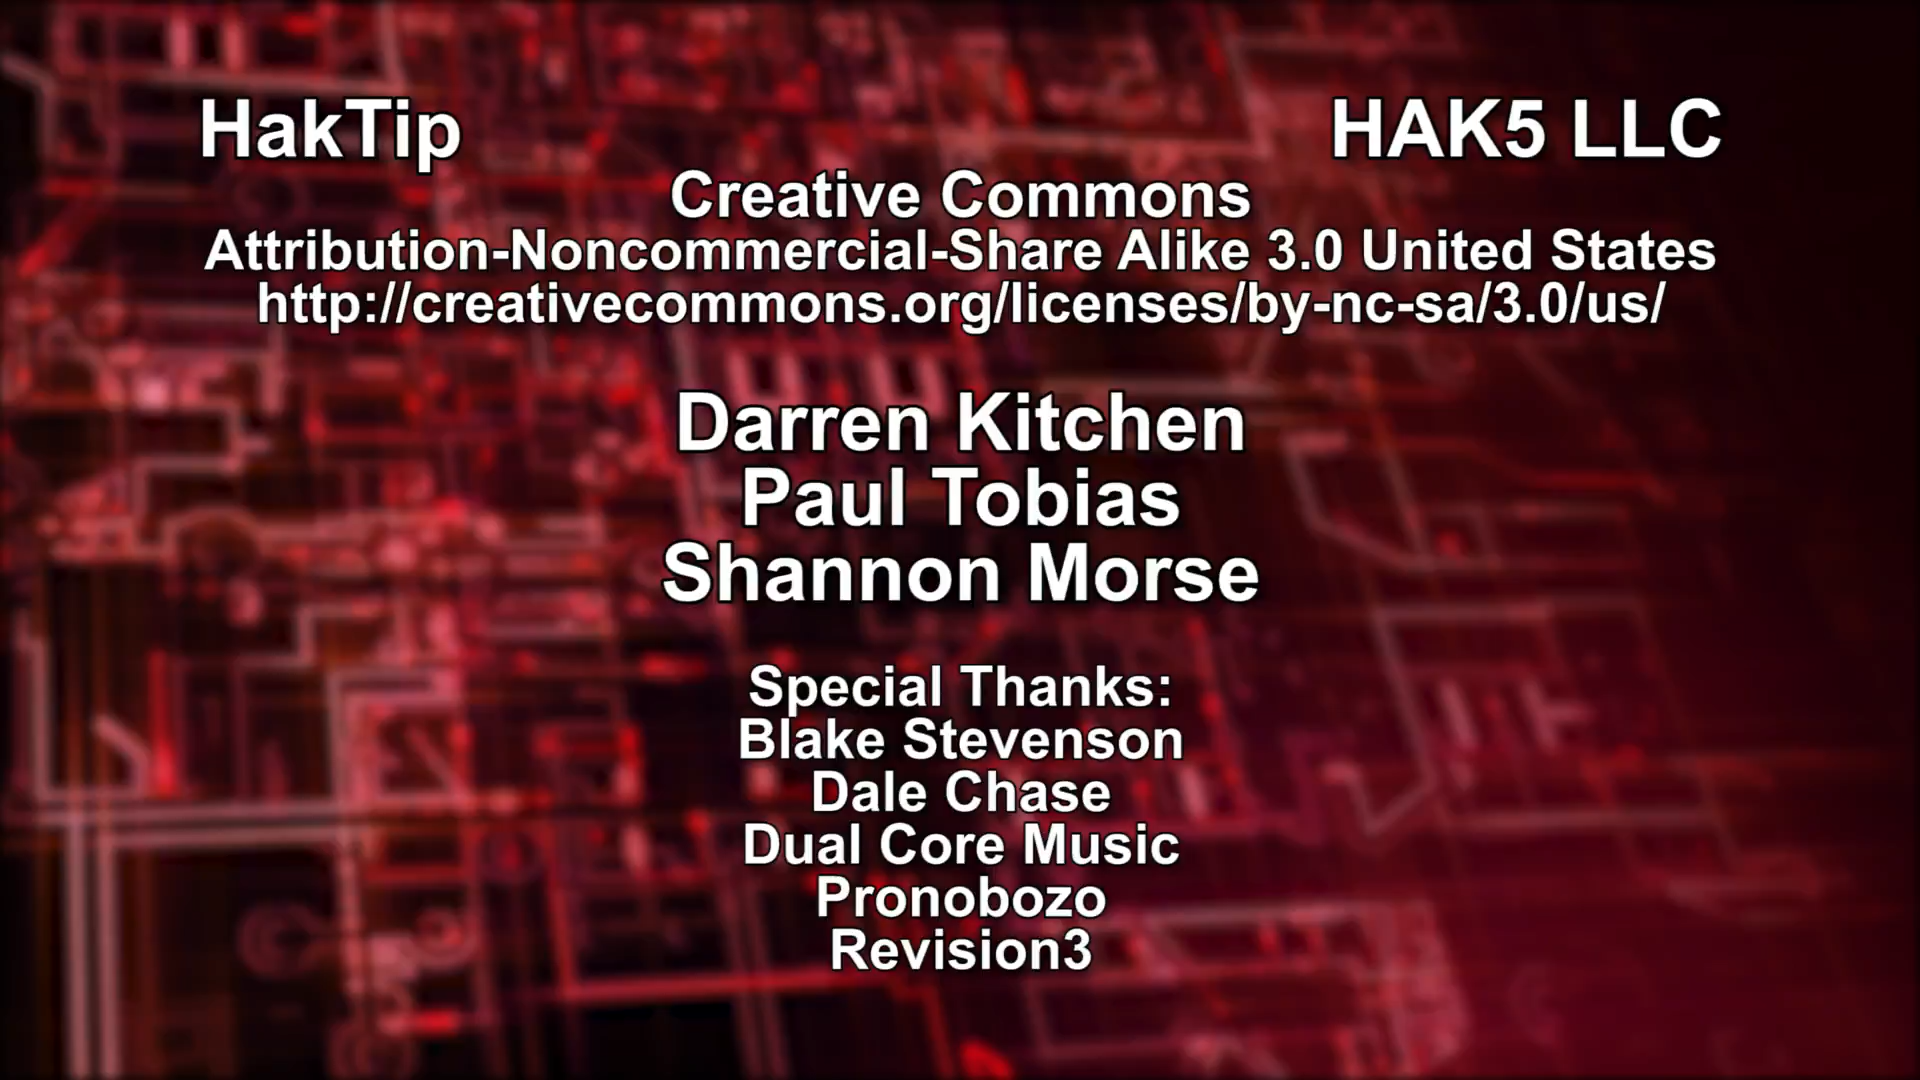 HakTip HAK5 LLC
Creative Commons
Attribution-Noncommercial-Share Alike 3.0 United States
http://creativecommons.org/licenses/by-nc-sa/3.0/us/
Darren Kitchen
Paul Tobias
Shannon Morse
Special Thanks:
Blake Stevenson
Dale Chase
Dual Core Music
Pronobozo
Revision3